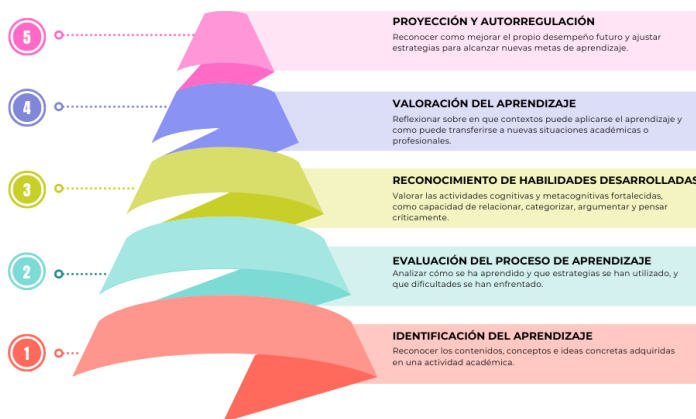 5
PROYECCIÓN Y AUTORREGULACIÓN
Reconocer como mejorar el propio desempeño futuro y ajustar
estrategias para alcanzar nuevas metas de aprendizaje.
4
VALORACIÓN DEL APRENDIZAJE
Reflexionar sobre en que contextos puede aplicarse el aprendizaje y
como puede transferirse a nuevas situaciones académicas o
profesionales.
3
RECONOCIMIENTO DE HABILIDADES DESARROLLADAS
Valorar las actividades cognitivas y metacognitivas fortalecidas,
como capacidad de relacionar, categorizar, argumentar y pensar
críticamente.
2
EVALUACIÓN DEL PROCESO DE APRENDIZAJE
Analizar cómo se ha aprendido y que estrategias se han utilizado, y
que dificultades se han enfrentado.
1
IDENTIFICACIÓN DEL APRENDIZAJE
Reconocer los contenidos, conceptos e ideas concretas adquiridas
en una actividad académica.